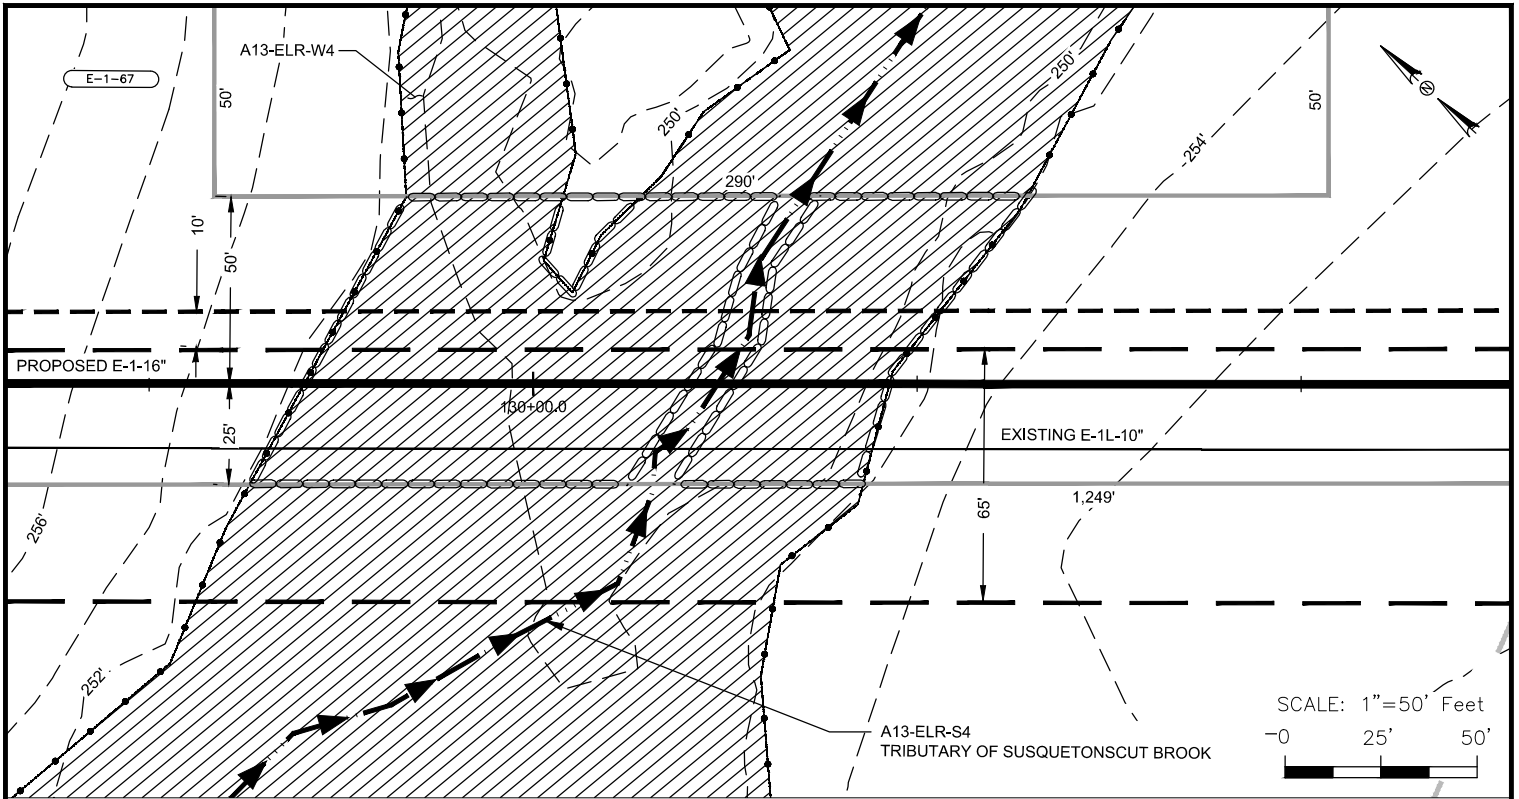 A13-ELR-W4
E-1-67
50'
250'
250'
50'
N
254'
290'
10'
50'
PROPOSED E-1-16"
130+00.0
25'
EXISTING E-1L-10"
1,249'
65'
256'
252'
A13-ELR-S4
TRIBUTARY OF SUSQUETONSCUT BROOK
SCALE: 1"=50' Feet
-0 25' 50'